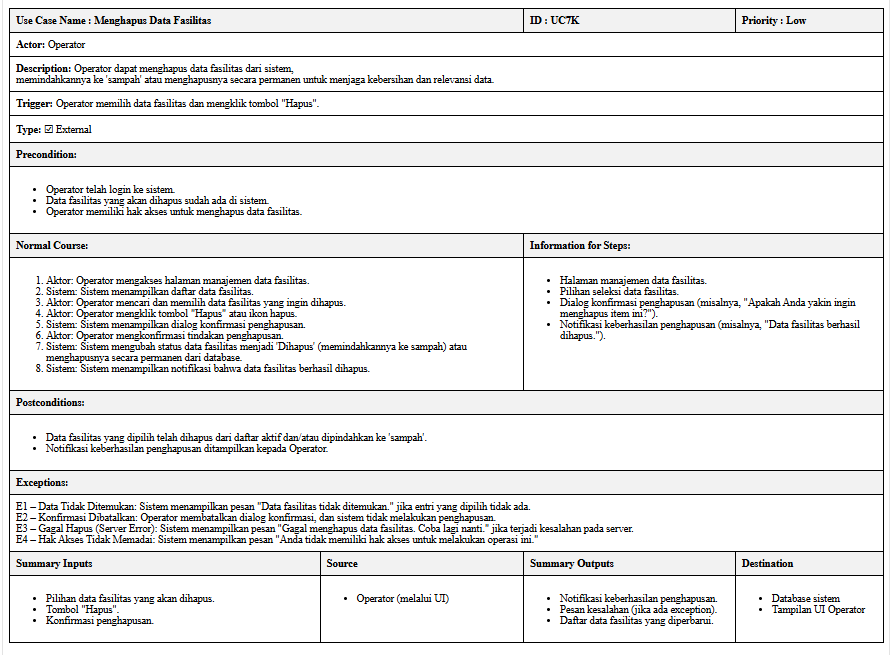 Use Case Name : Menghapus Data Fasilitas
ID : UC7K
Priority : Low
Actor: Operator
Description: Operator dapat menghapus data fasilitas dari sistem,
memindahkannya ke 'sampah' atau menghapusnya secara permanen untuk menjaga kebersihan dan relevansi data.
Trigger: Operator memilih data fasilitas dan mengklik tombol "Hapus".
Type: ☑ External
Precondition:
• Operator telah login ke sistem.
• Data fasilitas yang akan dihapus sudah ada di sistem.
• Operator memiliki hak akses untuk menghapus data fasilitas.
Normal Course:
1. Aktor: Operator mengakses halaman manajemen data fasilitas.
2. Sistem: Sistem menampilkan daftar data fasilitas.
3. Aktor: Operator mencari dan memilih data fasilitas yang ingin dihapus.
4. Aktor: Operator mengklik tombol "Hapus" atau ikon hapus.
5. Sistem: Sistem menampilkan dialog konfirmasi penghapusan.
6. Aktor: Operator mengkonfirmasi tindakan penghapusan.
7. Sistem: Sistem mengubah status data fasilitas menjadi 'Dihapus' (memindahkannya ke sampah) atau
menghapusnya secara permanen dari database.
8. Sistem: Sistem menampilkan notifikasi bahwa data fasilitas berhasil dihapus.
Information for Steps:
• Halaman manajemen data fasilitas.
• Pilihan seleksi data fasilitas.
• Dialog konfirmasi penghapusan (misalnya, "Apakah Anda yakin ingin
menghapus item ini?").
• Notifikasi keberhasilan penghapusan (misalnya, "Data fasilitas berhasil
dihapus.").
Postconditions:
• Data fasilitas yang dipilih telah dihapus dari daftar aktif dan/atau dipindahkan ke 'sampah'.
• Notifikasi keberhasilan penghapusan ditampilkan kepada Operator.
Exceptions:
E1 – Data Tidak Ditemukan: Sistem menampilkan pesan "Data fasilitas tidak ditemukan." jika entri yang dipilih tidak ada.
E2 – Konfirmasi Dibatalkan: Operator membatalkan dialog konfirmasi, dan sistem tidak melakukan penghapusan.
E3 – Gagal Hapus (Server Error): Sistem menampilkan pesan "Gagal menghapus data fasilitas. Coba lagi nanti." jika terjadi kesalahan pada server.
E4 – Hak Akses Tidak Memadai: Sistem menampilkan pesan "Anda tidak memiliki hak akses untuk melakukan operasi ini."
Summary Inputs
• Pilihan data fasilitas yang akan dihapus.
• Tombol "Hapus".
• Konfirmasi penghapusan.
Source
• Operator (melalui UI)
Summary Outputs
• Notifikasi keberhasilan penghapusan.
• Pesan kesalahan (jika ada exception).
• Daftar data fasilitas yang diperbarui.
Destination
• Database sistem
• Tampilan UI Operator